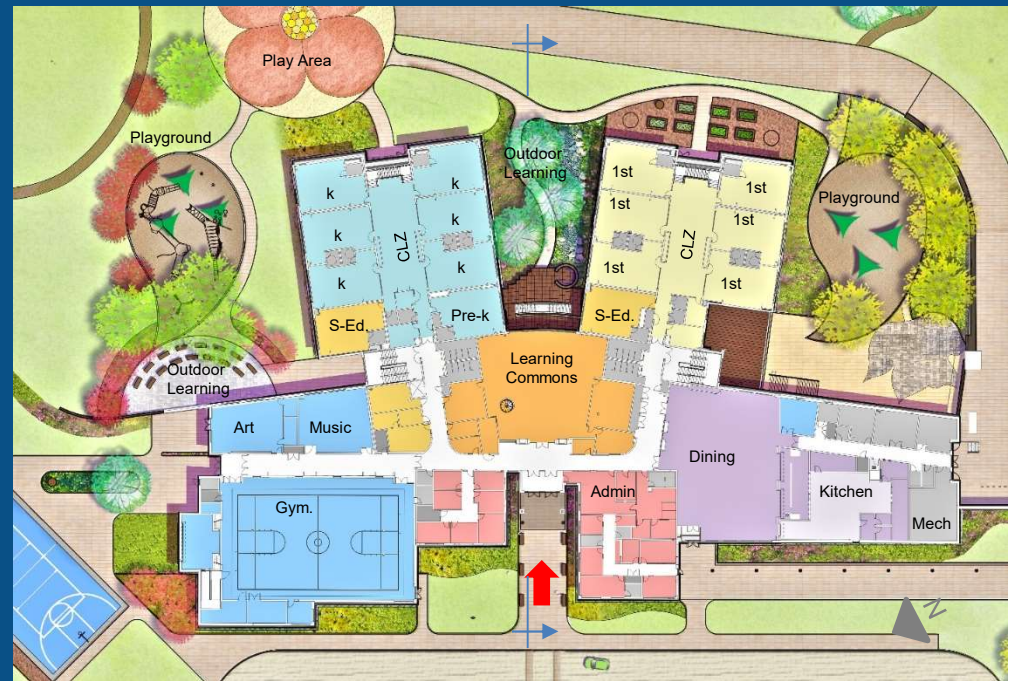 Play Area
Playground
Outdoor
Learning
k
k
1st
1st
k
k
CLZ
1st
1st
CLZ
Playground
k
k
1st
1st
S-Ed.
Pre-k
S-Ed.
Learning
Commons
Outdoor
Learning
Art
Music
Dining
Gym.
Admin
Kitchen
Mech
N